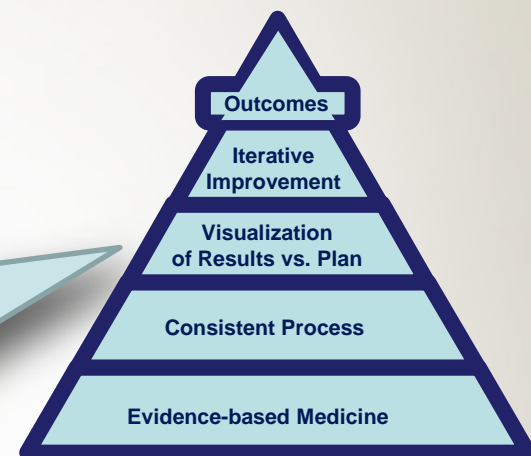 Outcomes
Iterative
Improvement
Visualization
of Results vs. Plan
Consistent Process
Evidence-based Medicine